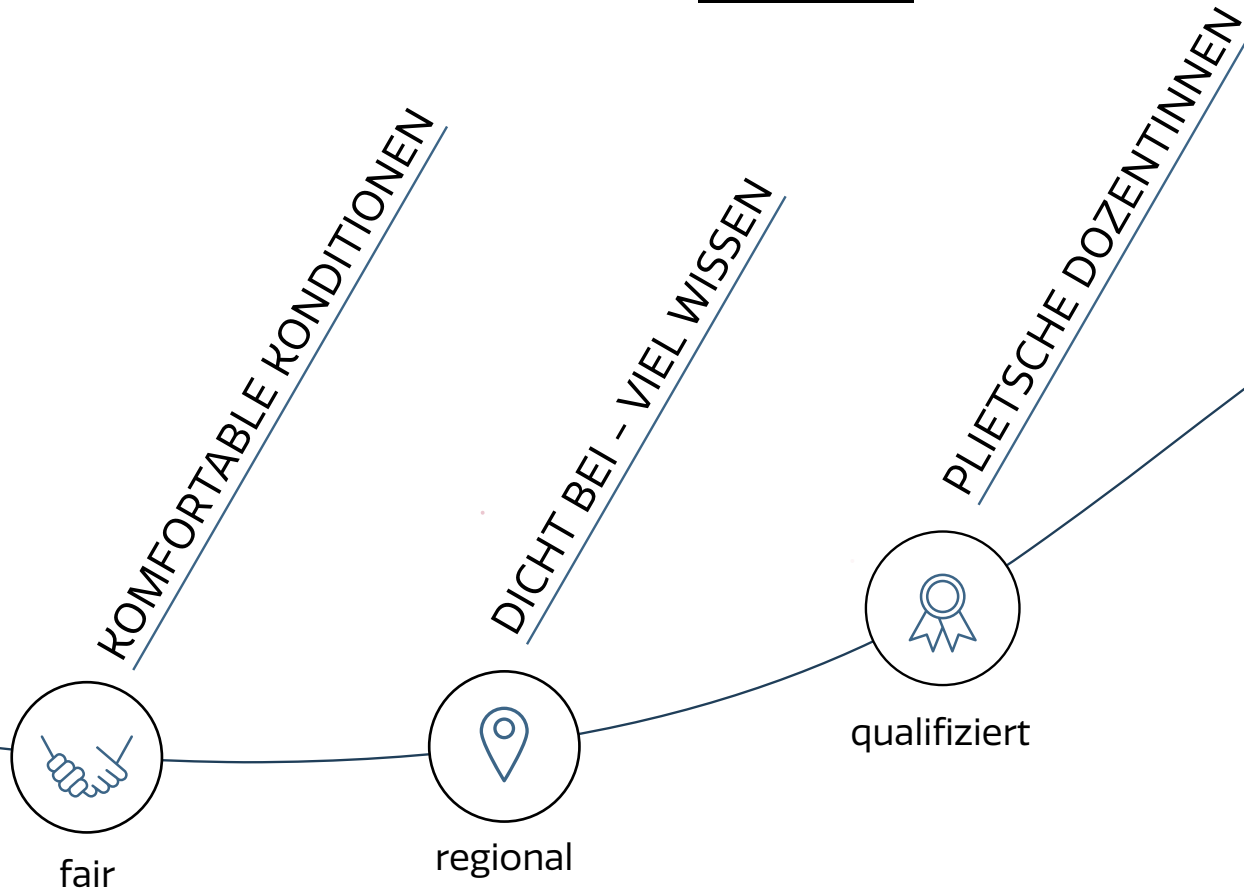 KOMFORTABLE KONDITIONEN
fair
DICHT BEI – VIEL WISSEN
regional
PLIETSCHE DOZENTINNEN
qualifiziert